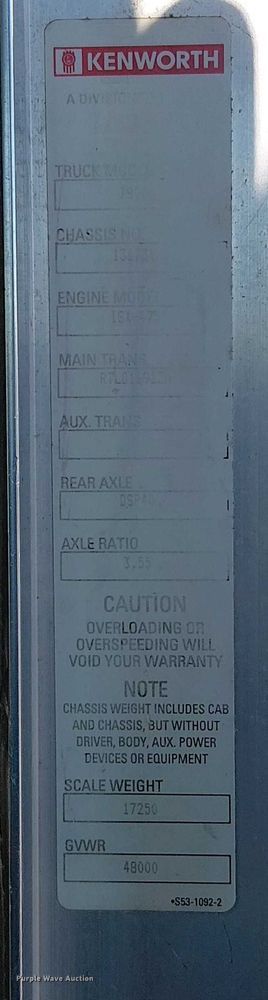 KENWORTH
A DIVISION
TRUCK MODEL
CHASSIS NO.
ENGINE MODEL
MAIN TRANS
AUX. TRANS
REAR AXLE
AXLE RATIO
3.55
CAUTION
OVERLOADING OR
OVERSPEEDING WILL
VOID YOUR WARRANTY
NOTE
CHASSIS WEIGHT INCLUDES CAB
AND CHASSIS, BUT WITHOUT
DRIVER, BODY, AUX. POWER
DEVICES OR EQUIPMENT
SCALE WEIGHT
17250
GVWR
48000
•S53-1092-2
Purple Wave Auction